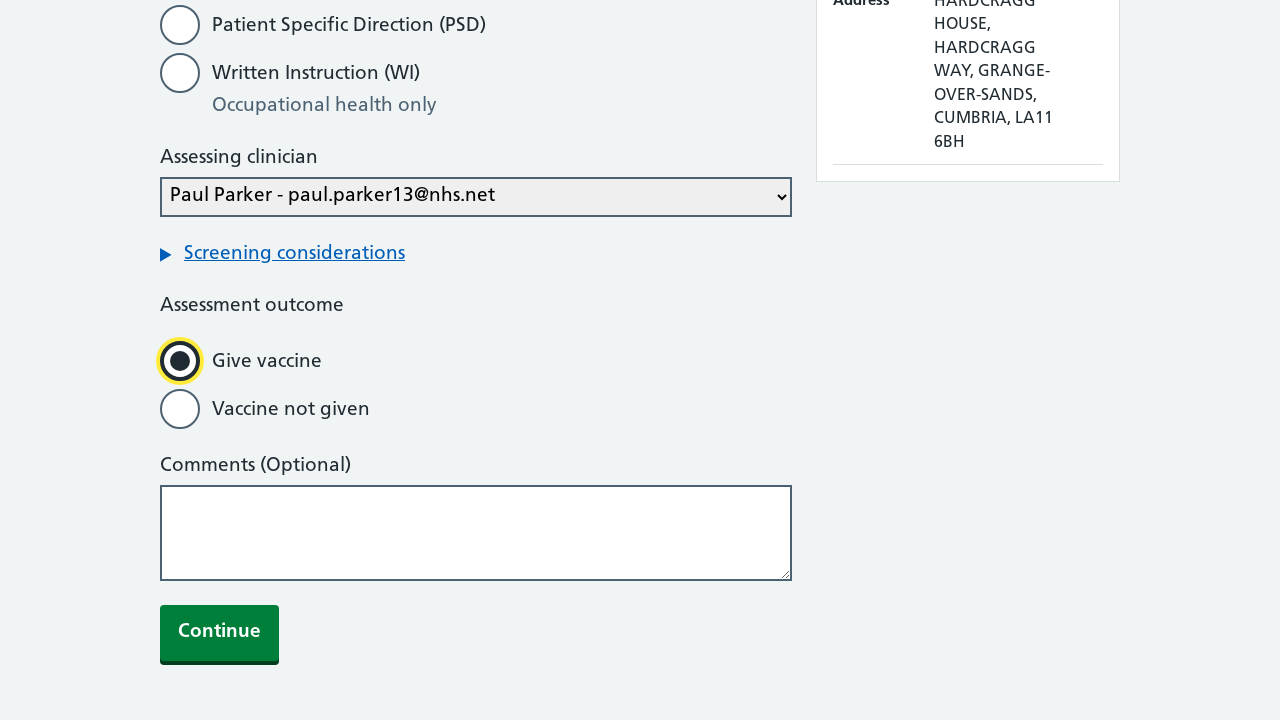 Patient Specific Direction (PSD)
Written Instruction (WI)
Occupational health only
Assessing clinician
Paul Parker - paul.parker13@nhs.net
Screening considerations
Assessment outcome
Give vaccine
Vaccine not given
Comments (Optional)
Continue
Address
HARDCRAGG
HOUSE,
HARDCRAGG
WAY, GRANGE-
OVER-SANDS,
CUMBRIA, LA11
6BH